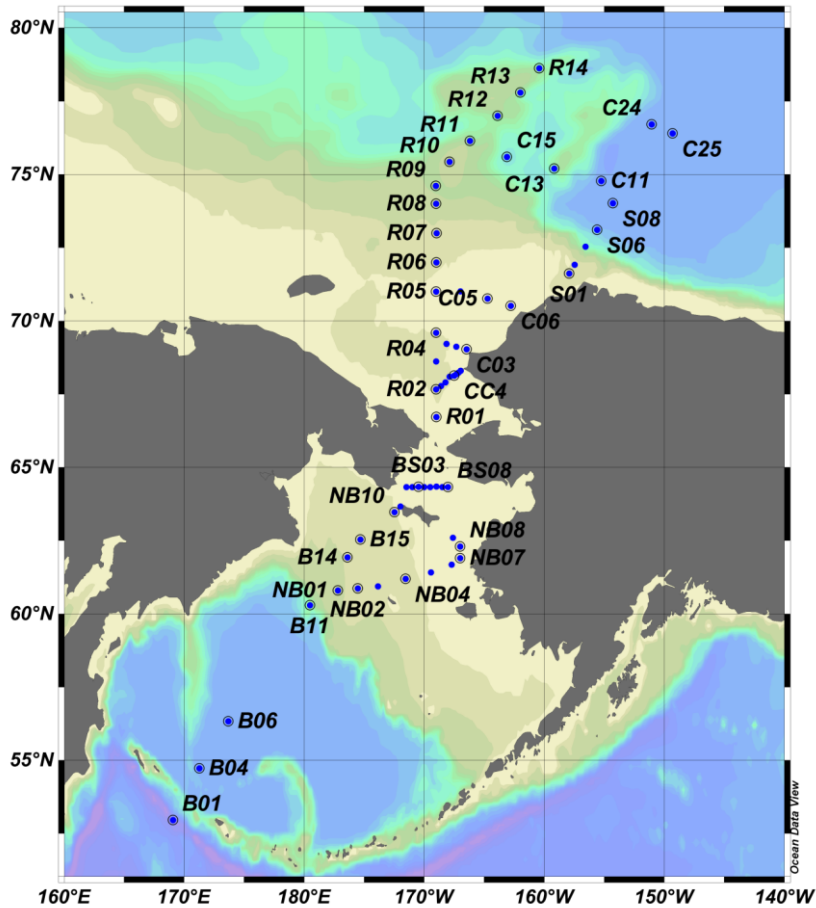 80°N
R14
R13
R12
C24
R11
C15
C25
R10
75°N
R09
C13
C11
R08
S08
R07
S06
R06
R05
C05
S01
C06
70°N
R04
C03
R02
CC4
R01
65°N
BS03
BS08
NB10
NB08
B15
B14
NB07
NB01
NB02
NB04
60°N
B11
B06
55°N
B04
B01
Ocean Data View
160°E
170°E
180°E
170°W
160°W
150°W
140°W